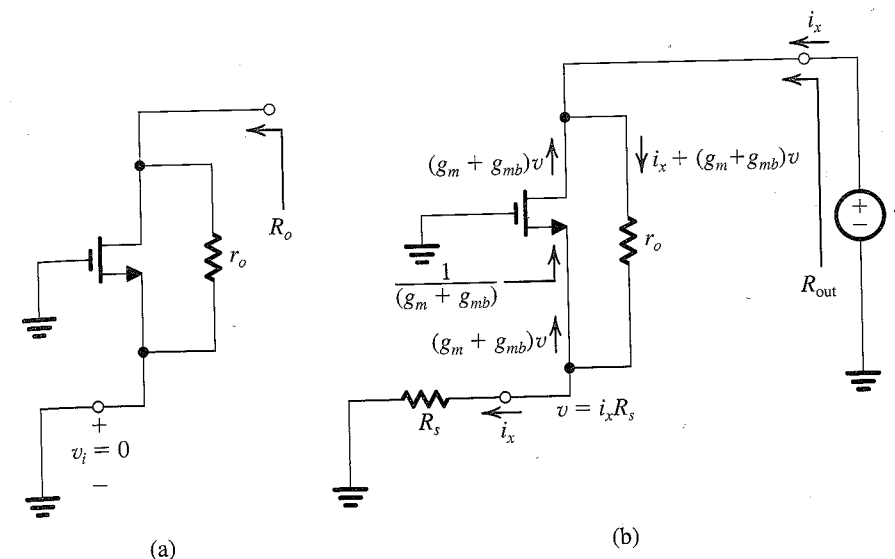 R_o
r_o
+
v_i = 0
−
(a)
i_x
(g_m + g_mb)v
i_x + (g_m+g_mb)v
+
−
r_o
1
(g_m + g_mb)
R_out
(g_m + g_mb)v
R_s
i_x
v = i_xR_s
(b)